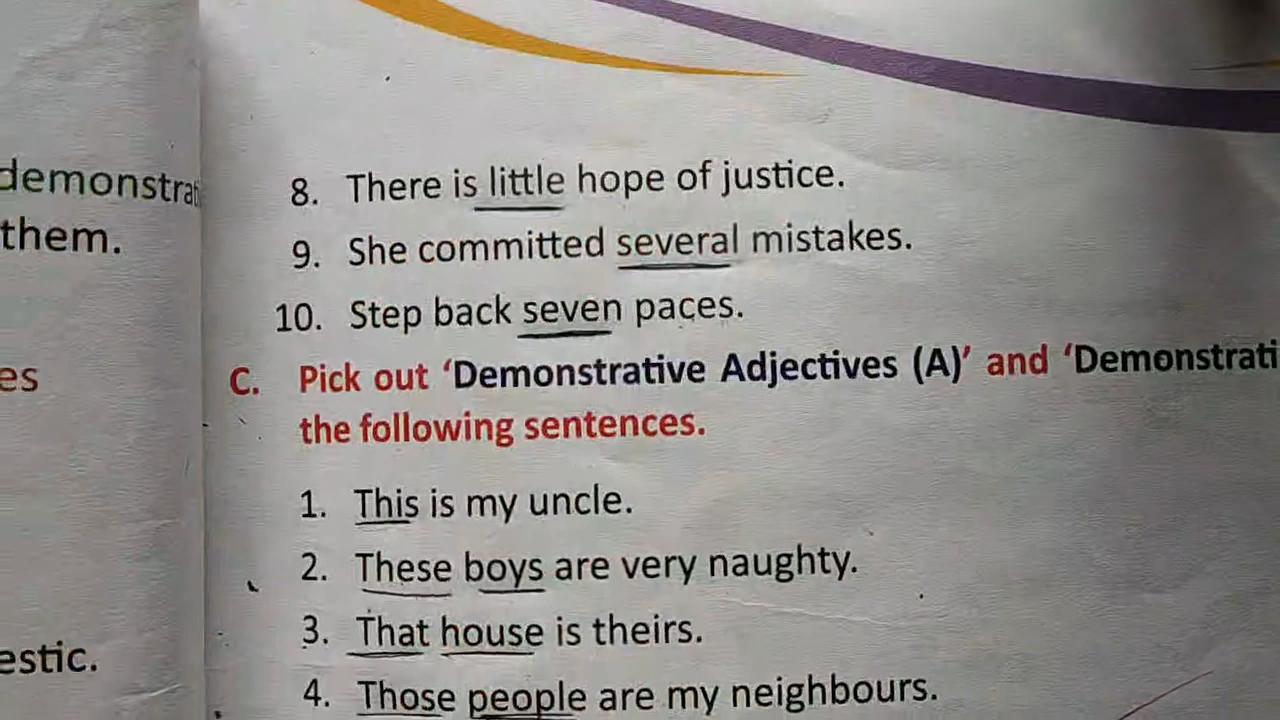 demonstrat
them.
es
estic.
8. There is little hope of justice.
9. She committed several mistakes.
10. Step back seven paces.
C. Pick out ‘Demonstrative Adjectives (A)’ and ‘Demonstrati
the following sentences.
1. This is my uncle.
2. These boys are very naughty.
3. That house is theirs.
4. Those people are my neighbours.